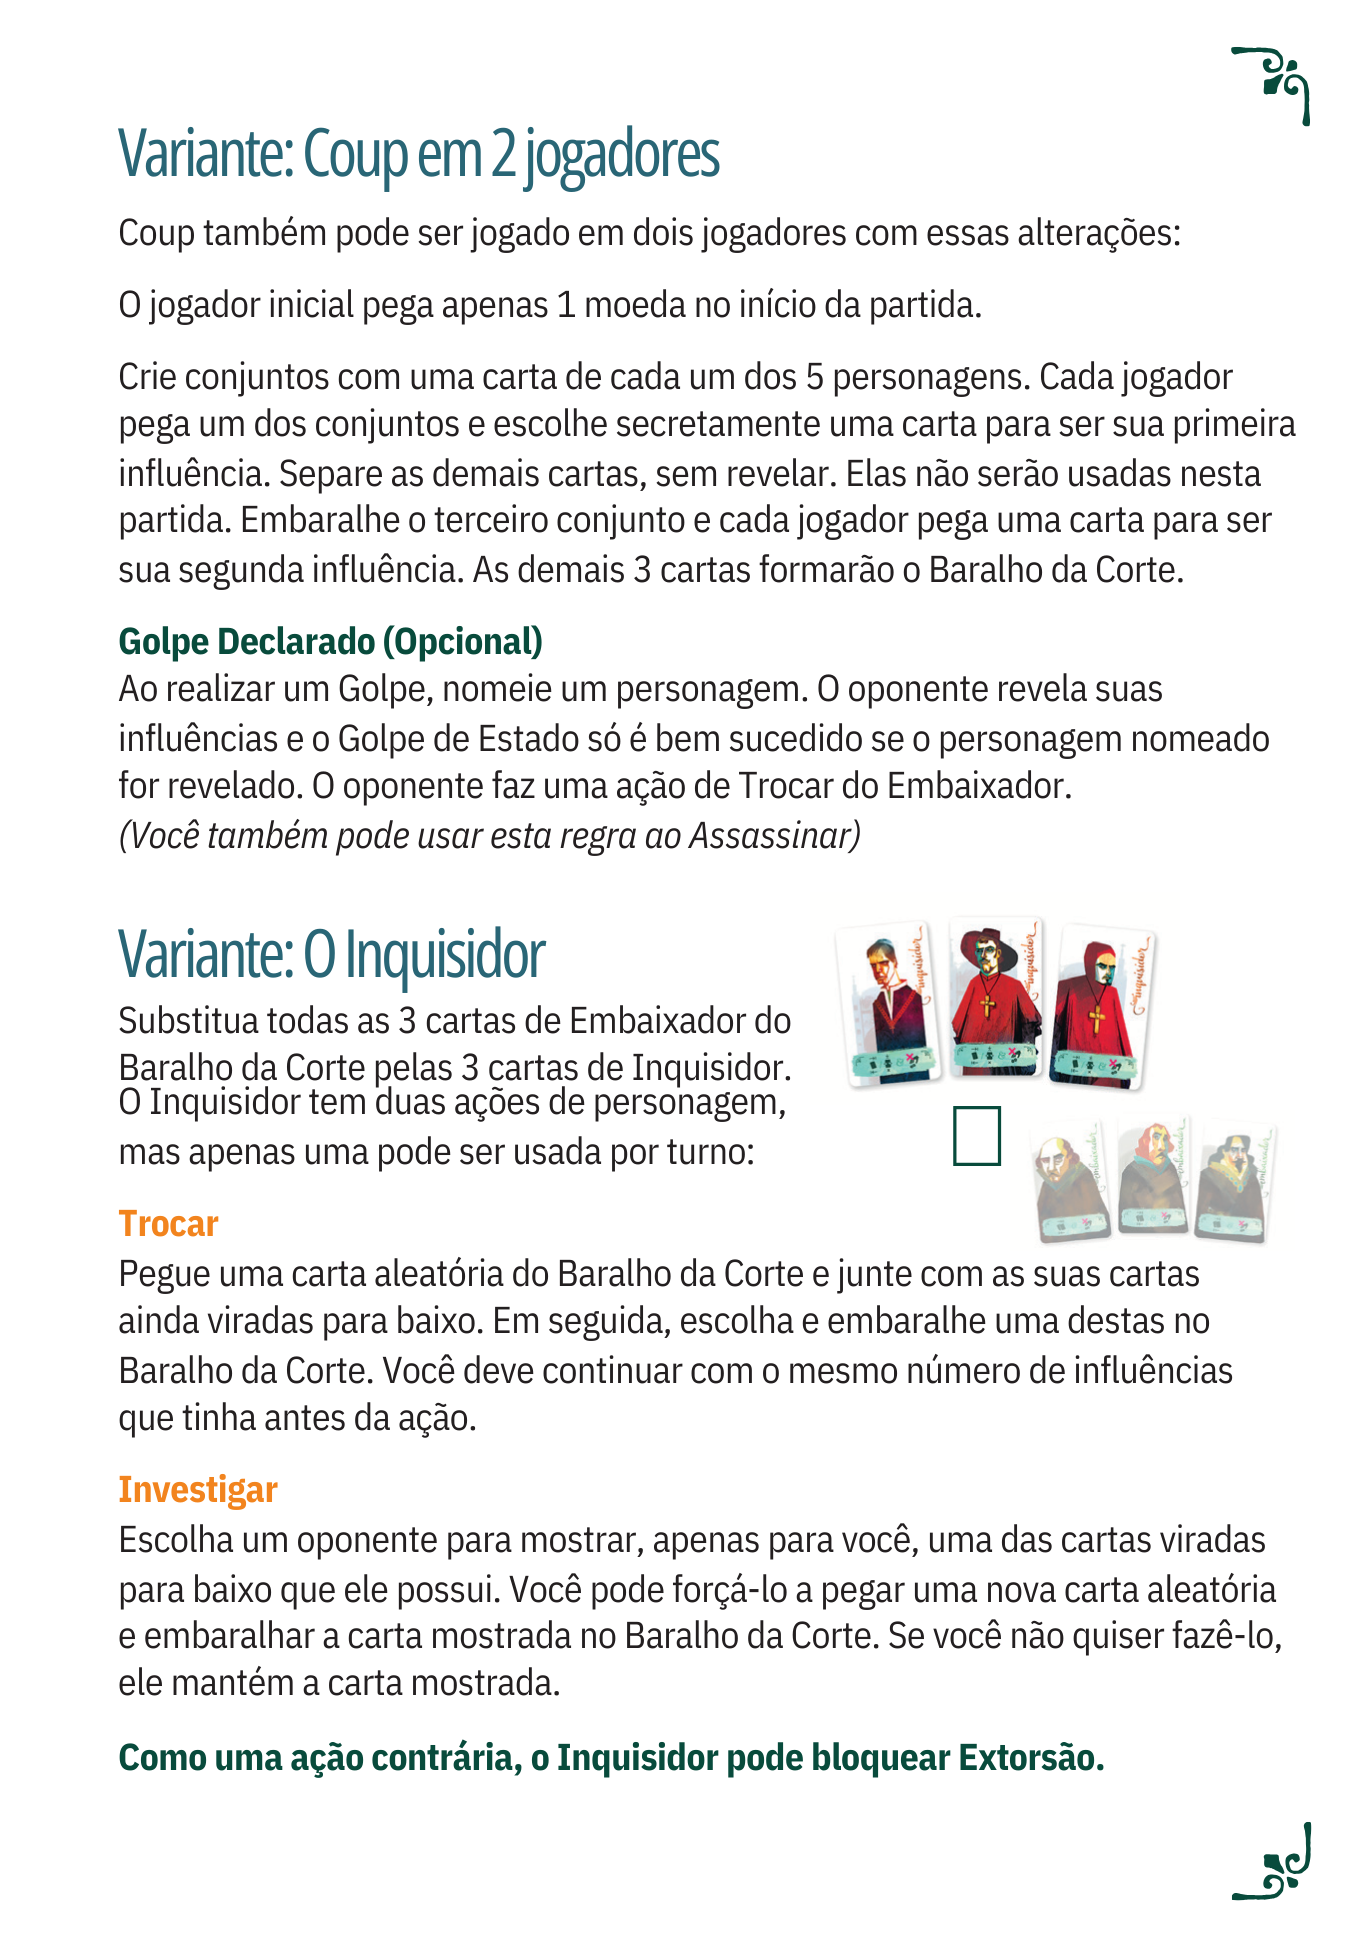 Variante: Coup em 2 jogadores
Coup também pode ser jogado em dois jogadores com essas alterações:
O jogador inicial pega apenas 1 moeda no início da partida.
Crie conjuntos com uma carta de cada um dos 5 personagens. Cada jogador
pega um dos conjuntos e escolhe secretamente uma carta para ser sua primeira
influência. Separe as demais cartas, sem revelar. Elas não serão usadas nesta
partida. Embaralhe o terceiro conjunto e cada jogador pega uma carta para ser
sua segunda influência. As demais 3 cartas formarão o Baralho da Corte.
Golpe Declarado (Opcional)
Ao realizar um Golpe, nomeie um personagem. O oponente revela suas
influências e o Golpe de Estado só é bem sucedido se o personagem nomeado
for revelado. O oponente faz uma ação de Trocar do Embaixador.
(Você também pode usar esta regra ao Assassinar)
Variante: O Inquisidor
Substitua todas as 3 cartas de Embaixador do
Baralho da Corte pelas 3 cartas de Inquisidor.
O Inquisidor tem duas ações de personagem,
mas apenas uma pode ser usada por turno:
inquisidor
inquisidor
inquisidor
embaixador
embaixador
embaixador
Trocar
Pegue uma carta aleatória do Baralho da Corte e junte com as suas cartas
ainda viradas para baixo. Em seguida, escolha e embaralhe uma destas no
Baralho da Corte. Você deve continuar com o mesmo número de influências
que tinha antes da ação.
Investigar
Escolha um oponente para mostrar, apenas para você, uma das cartas viradas
para baixo que ele possui. Você pode forçá-lo a pegar uma nova carta aleatória
e embaralhar a carta mostrada no Baralho da Corte. Se você não quiser fazê-lo,
ele mantém a carta mostrada.
Como uma ação contrária, o Inquisidor pode bloquear Extorsão.